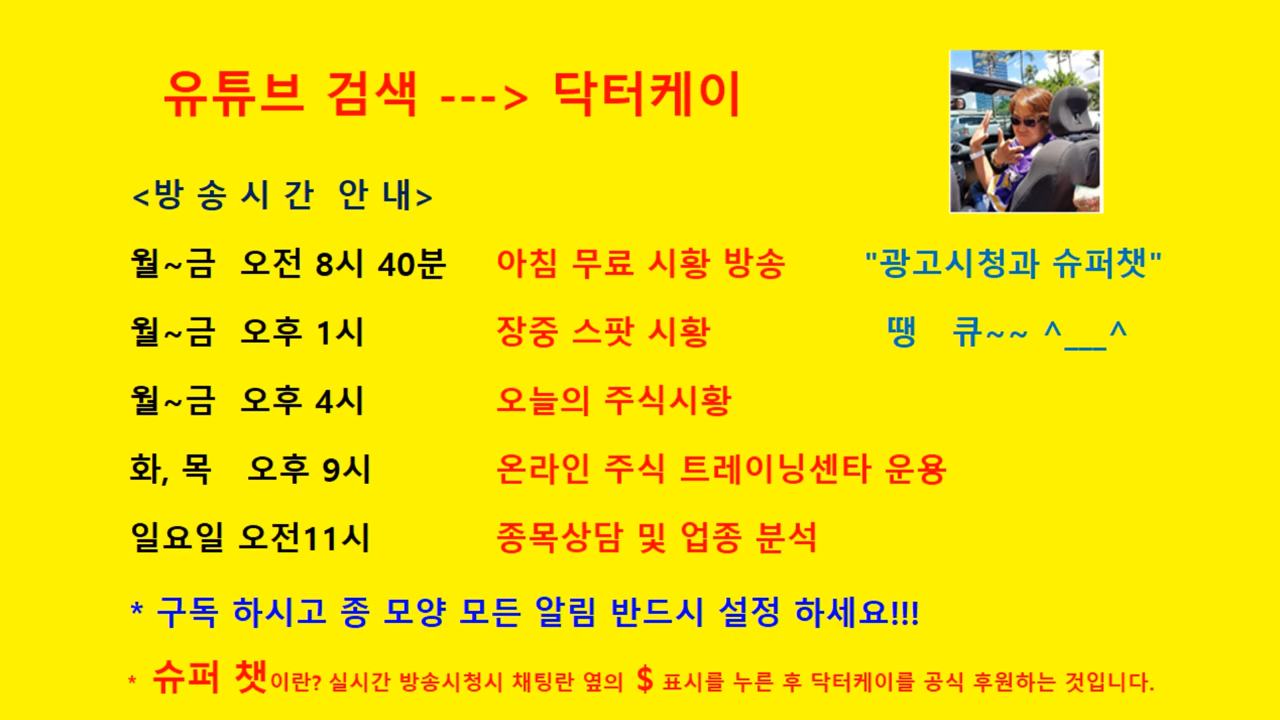 유튜브 검색 ---> 닥터케이
<방 송 시 간 안 내>
월~금 오전 8시 40분 아침 무료 시황 방송 "광고시청과 슈퍼챗"
월~금 오후 1시 장중 스팟 시황 땡 큐~~ ^___^
월~금 오후 4시 오늘의 주식시황
화, 목 오후 9시 온라인 주식 트레이닝센타 운용
일요일 오전11시 종목상담 및 업종 분석
* 구독 하시고 종 모양 모든 알림 반드시 설정 하세요!!!
* 슈퍼 챗이란? 실시간 방송시청시 채팅란 옆의 $ 표시를 누른 후 닥터케이를 공식 후원하는 것입니다.